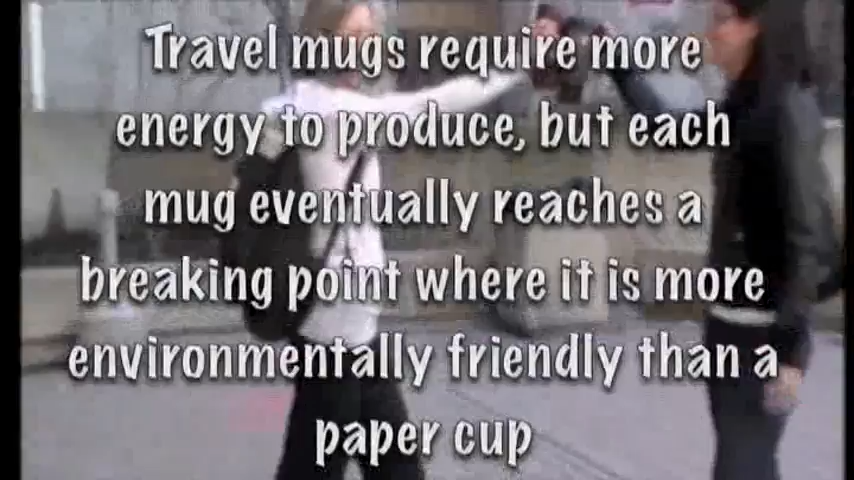 Travel mugs require more
energy to produce, but each
mug eventually reaches a
breaking point where it is more
environmentally friendly than a
paper cup